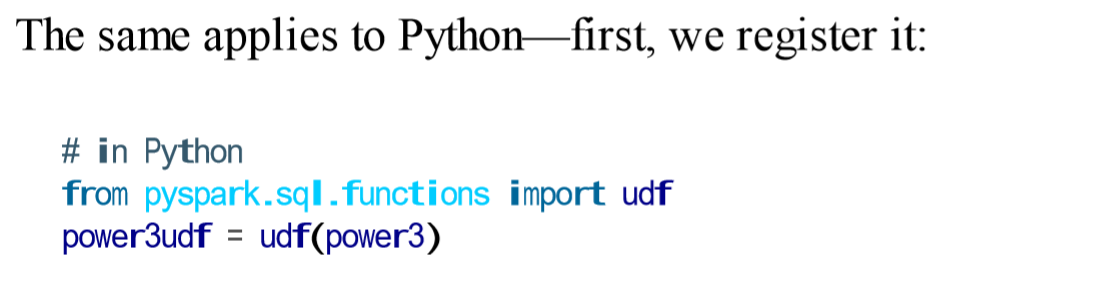 The same applies to Python—first, we register it:
# in Python
from pyspark.sql.functions import udf
power3udf = udf(power3)